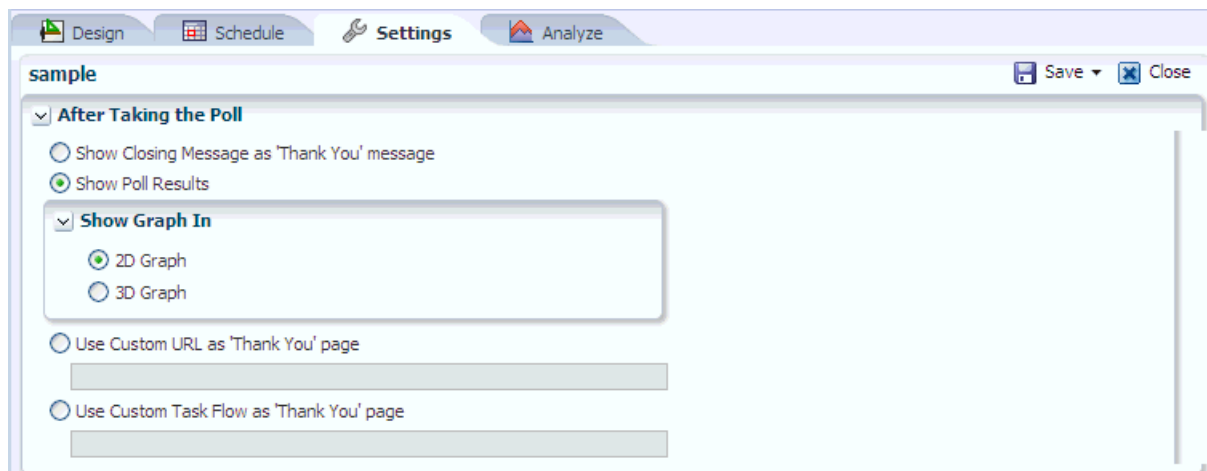 Design Schedule Settings Analyze
sample Save Close
After Taking the Poll
Show Closing Message as 'Thank You' message
Show Poll Results
Show Graph In
2D Graph
3D Graph
Use Custom URL as 'Thank You' page
Use Custom Task Flow as 'Thank You' page